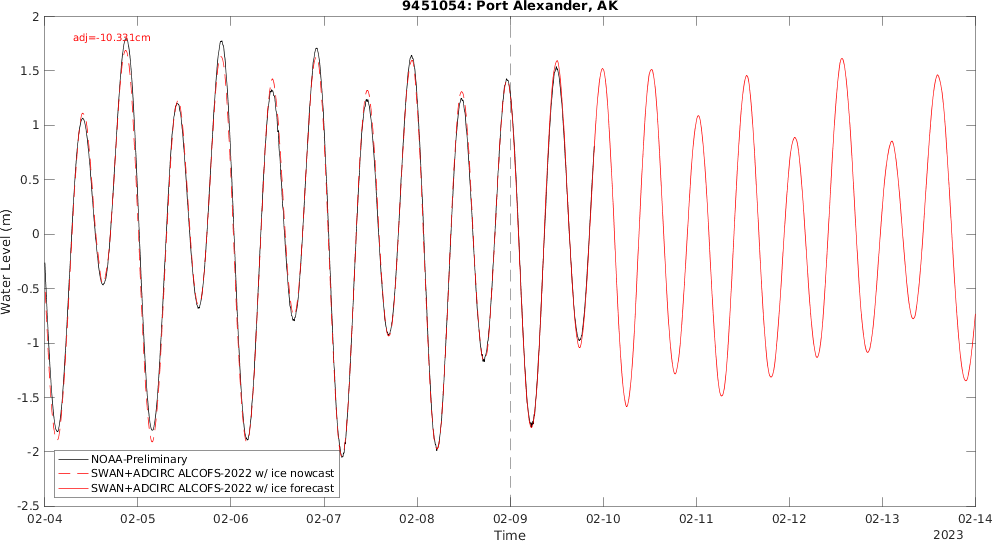 9451054: Port Alexander, AK
adj=-10.331cm
2
1.5
1
0.5
0
-0.5
-1
-1.5
-2
-2.5
Water Level (m)
NOAA-Preliminary
SWAN+ADCIRC ALCOFS-2022 w/ ice nowcast
SWAN+ADCIRC ALCOFS-2022 w/ ice forecast
02-04 02-05 02-06 02-07 02-08 02-09 02-10 02-11 02-12 02-13 02-14
Time
2023